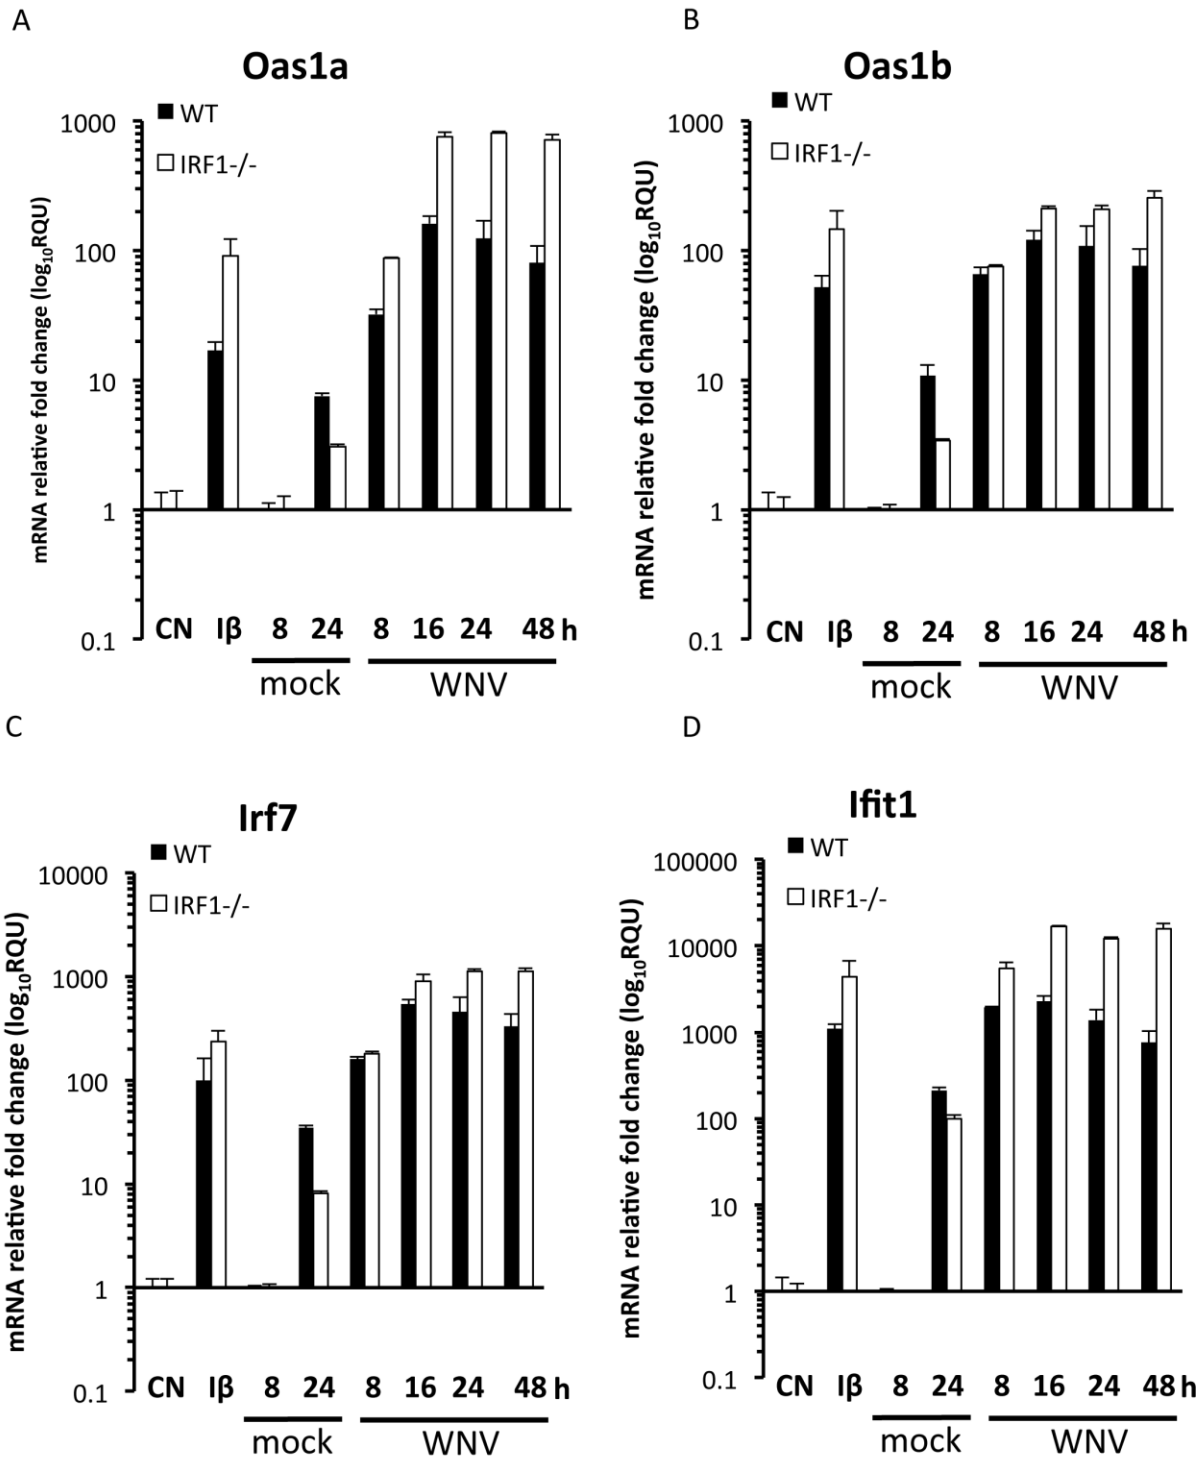 A
Oas1a
WT
IRF1-/-
mRNA relative fold change (log₁₀RQU)
1000
100
10
1
0.1
CN Iβ 8 24 8 16 24 48 h
mock WNV
B
Oas1b
WT
IRF1-/-
mRNA relative fold change (log₁₀RQU)
1000
100
10
1
0.1
CN Iβ 8 24 8 16 24 48 h
mock WNV
C
Irf7
WT
IRF1-/-
mRNA relative fold change (log₁₀RQU)
10000
1000
100
10
1
0.1
CN Iβ 8 24 8 16 24 48 h
mock WNV
D
Ifit1
WT
IRF1-/-
mRNA relative fold change (log₁₀RQU)
100000
10000
1000
100
10
1
0.1
CN Iβ 8 24 8 16 24 48 h
mock WNV